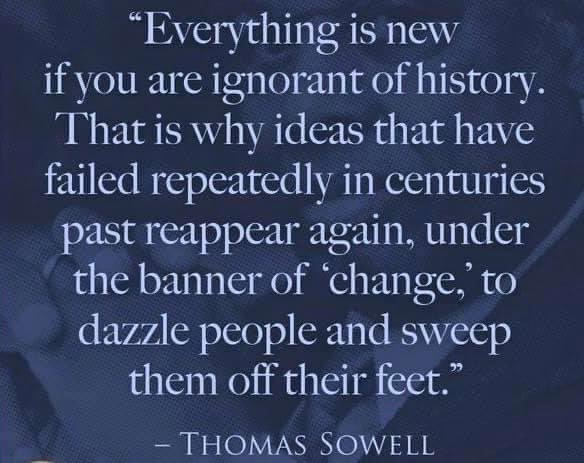 “Everything is new
if you are ignorant of history.
That is why ideas that have
failed repeatedly in centuries
past reappear again, under
the banner of ‘change,’ to
dazzle people and sweep
them off their feet.”
– THOMAS SOWELL